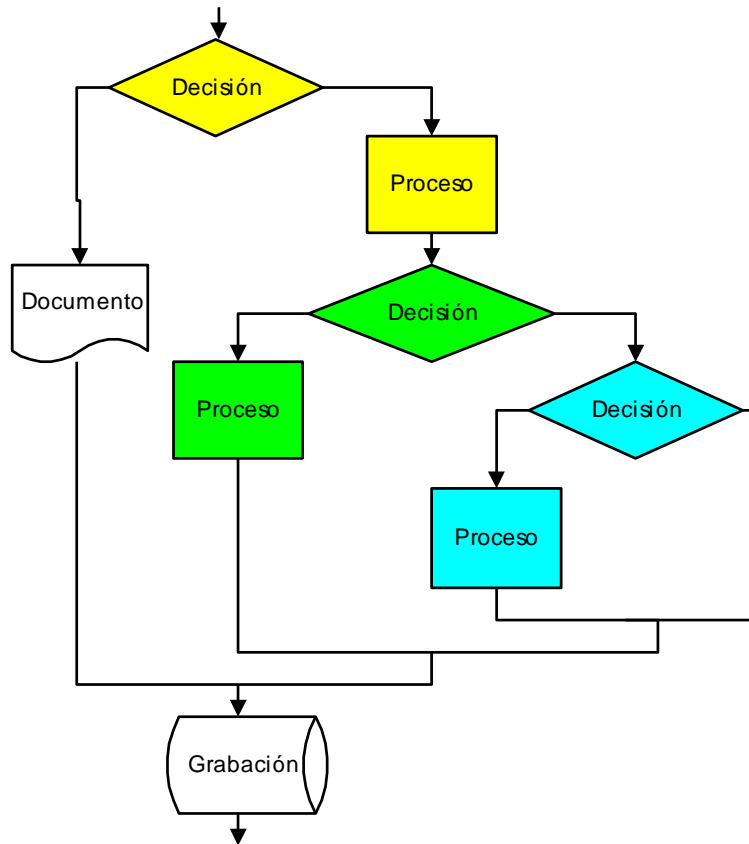 Decisión
Proceso
Documento
Decisión
Proceso
Decisión
Proceso
Grabación